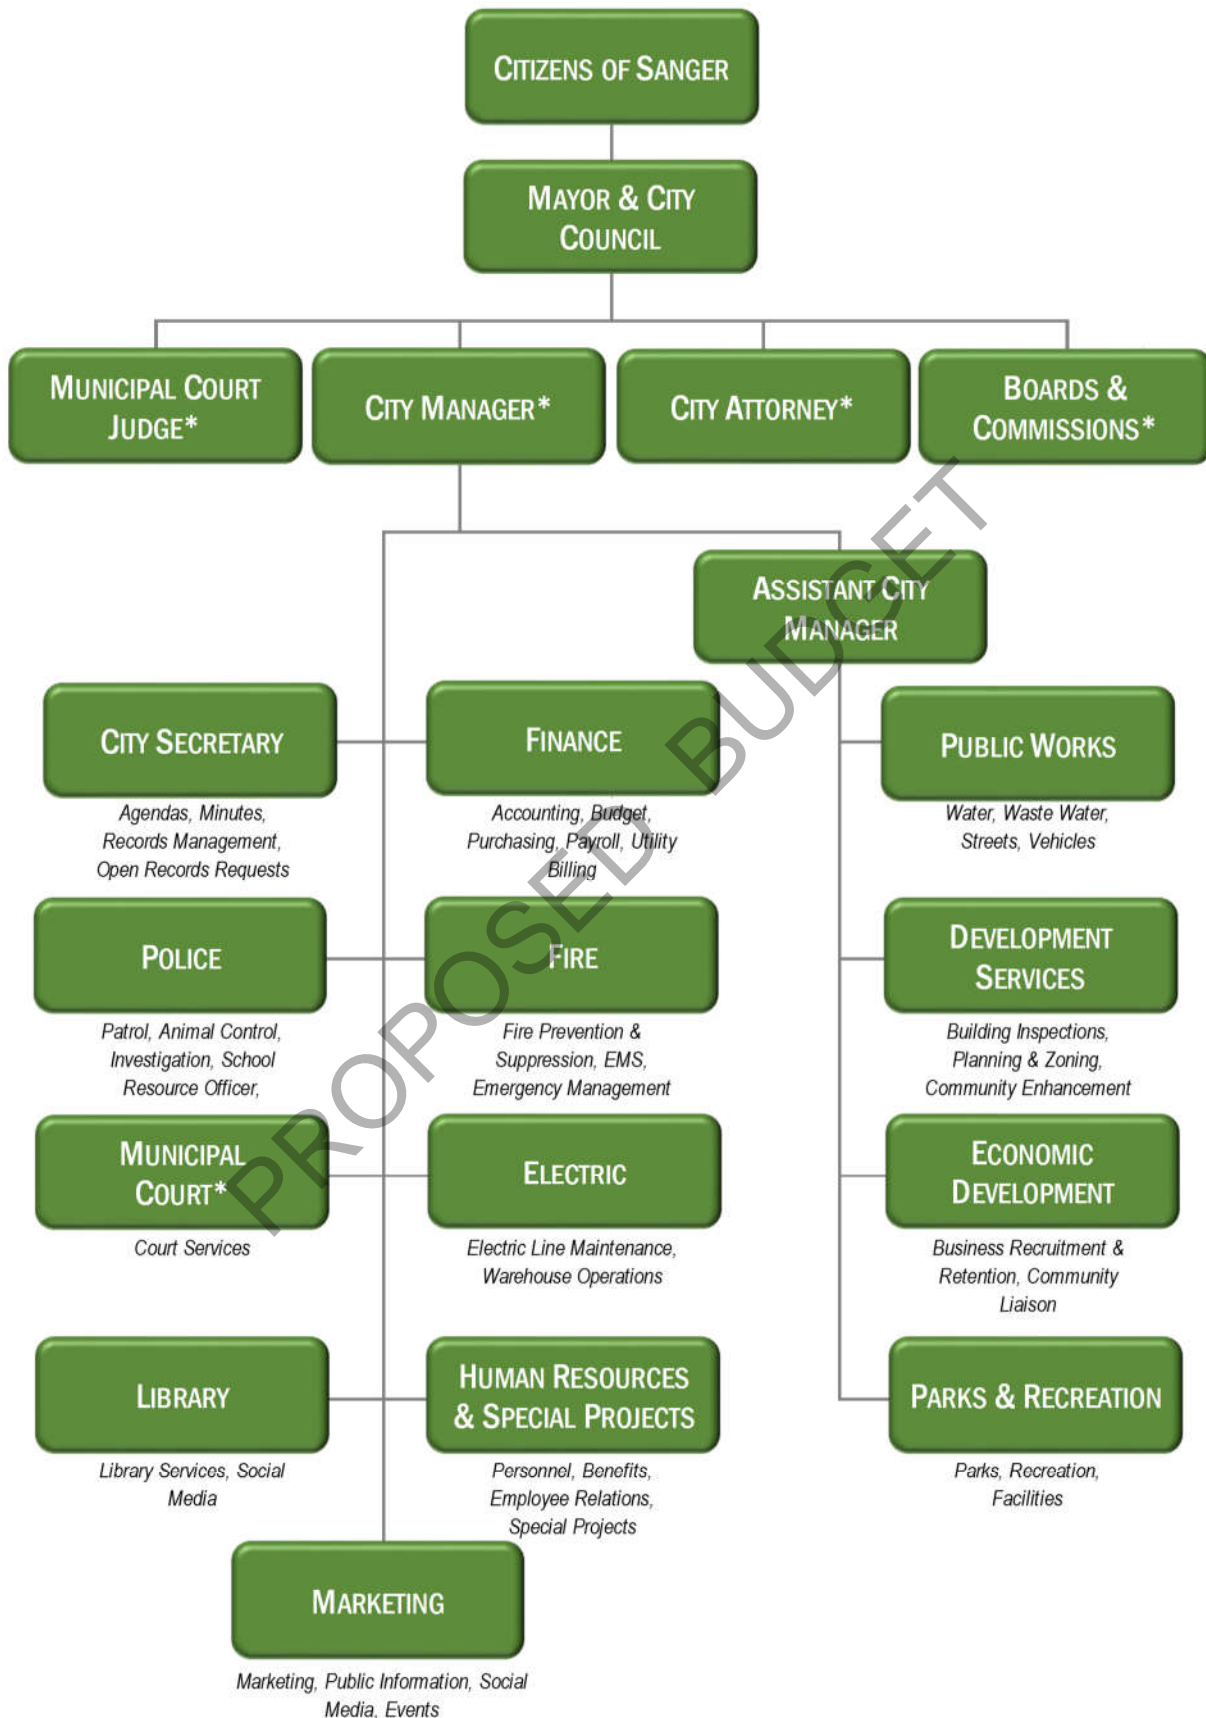 CITIZENS OF SANGER
MAYOR & CITY
COUNCIL
MUNICIPAL COURT
JUDGE*
CITY MANAGER*
CITY ATTORNEY*
BOARDS &
COMMISSIONS*
ASSISTANT CITY
MANAGER
CITY SECRETARY
Agendas, Minutes,
Records Management,
Open Records Requests
FINANCE
Accounting, Budget,
Purchasing, Payroll, Utility
Billing
PUBLIC WORKS
Water, Waste Water,
Streets, Vehicles
POLICE
Patrol, Animal Control,
Investigation, School
Resource Officer,
FIRE
Fire Prevention &
Suppression, EMS,
Emergency Management
DEVELOPMENT
SERVICES
Building Inspections,
Planning & Zoning,
Community Enhancement
MUNICIPAL
COURT*
Court Services
ELECTRIC
Electric Line Maintenance,
Warehouse Operations
ECONOMIC
DEVELOPMENT
Business Recruitment &
Retention, Community
Liaison
LIBRARY
Library Services, Social
Media
HUMAN RESOURCES
& SPECIAL PROJECTS
Personnel, Benefits,
Employee Relations,
Special Projects
PARKS & RECREATION
Parks, Recreation,
Facilities
MARKETING
Marketing, Public Information, Social
Media, Events
PROPOSED BUDGET